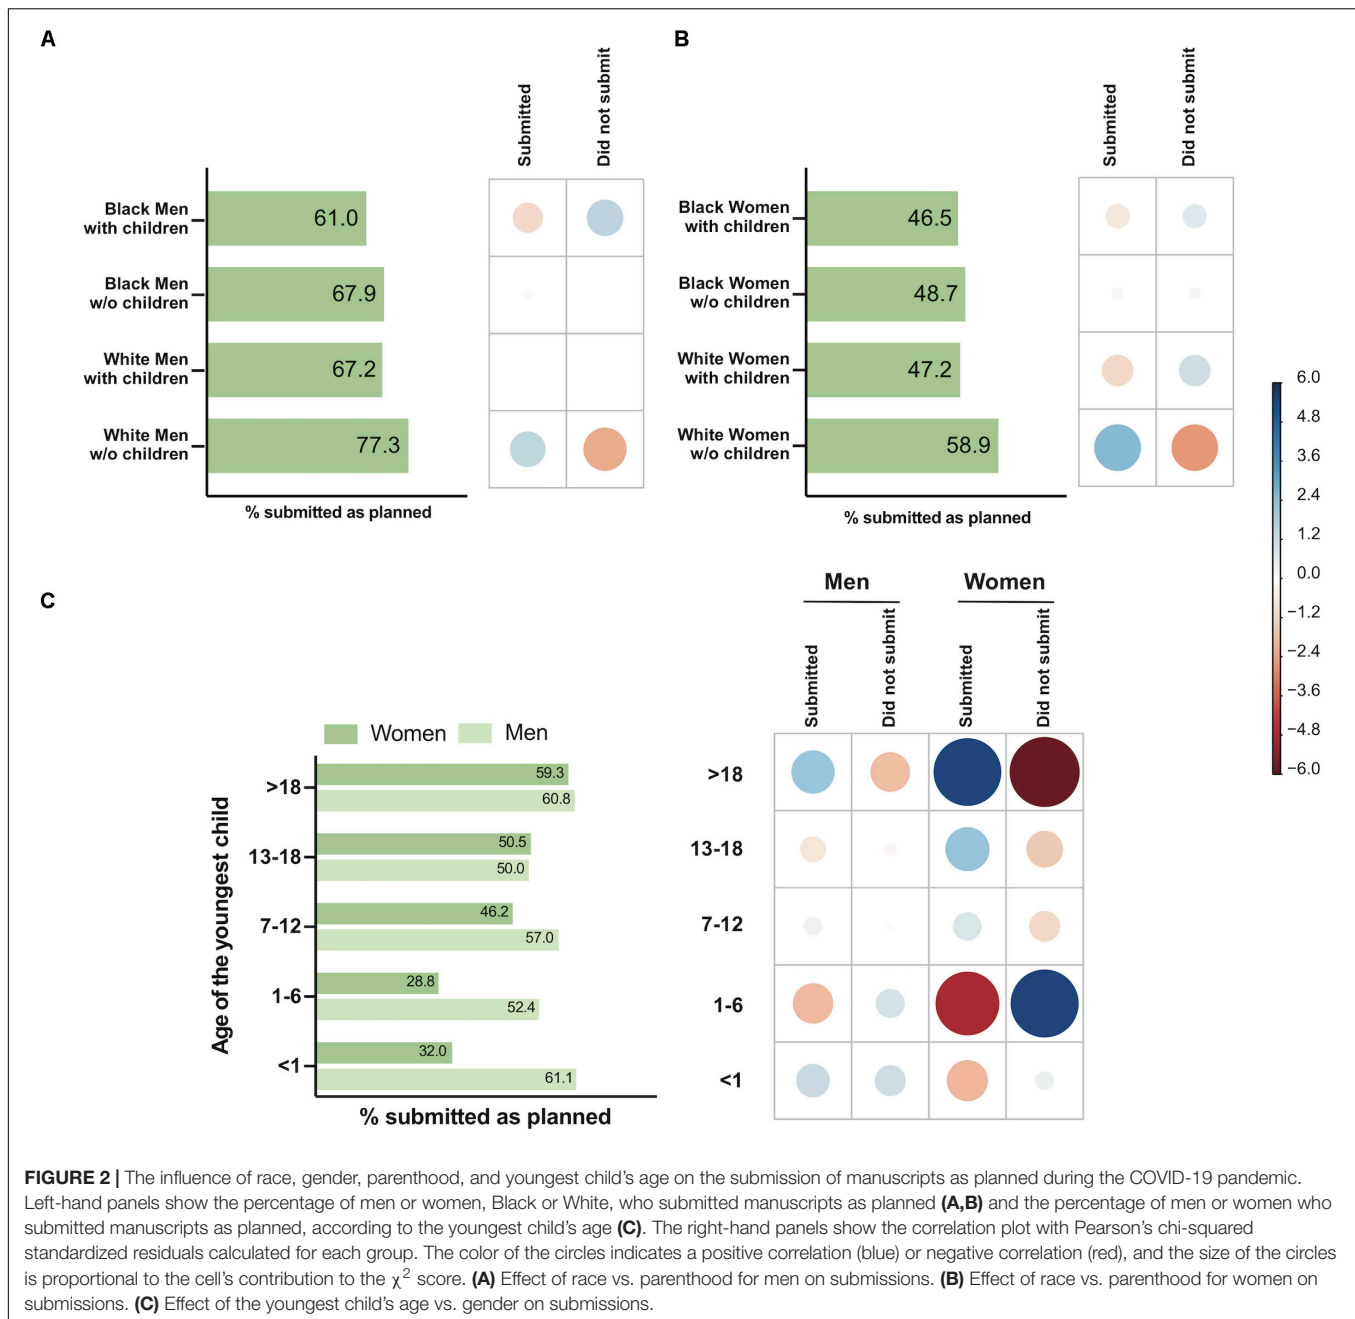 A
Submitted
Did not submit
Black Men
with children
61.0
Black Men
w/o children
67.9
White Men
with children
67.2
White Men
w/o children
77.3
% submitted as planned
B
Submitted
Did not submit
Black Women
with children
46.5
Black Women
w/o children
48.7
White Women
with children
47.2
White Women
w/o children
58.9
% submitted as planned
6.0
4.8
3.6
2.4
1.2
0.0
−1.2
−2.4
−3.6
−4.8
−6.0
C
Women
Men
Age of the youngest child
>18
59.3
60.8
13-18
50.5
50.0
7-12
46.2
57.0
1-6
28.8
52.4
<1
32.0
61.1
% submitted as planned
Men
Women
Submitted
Did not submit
Submitted
Did not submit
>18
13-18
7-12
1-6
<1
FIGURE 2 | The influence of race, gender, parenthood, and youngest child's age on the submission of manuscripts as planned during the COVID-19 pandemic.
Left-hand panels show the percentage of men or women, Black or White, who submitted manuscripts as planned (A,B) and the percentage of men or women who
submitted manuscripts as planned, according to the youngest child's age (C). The right-hand panels show the correlation plot with Pearson's chi-squared
standardized residuals calculated for each group. The color of the circles indicates a positive correlation (blue) or negative correlation (red), and the size of the circles
is proportional to the cell's contribution to the χ² score. (A) Effect of race vs. parenthood for men on submissions. (B) Effect of race vs. parenthood for women on
submissions. (C) Effect of the youngest child's age vs. gender on submissions.